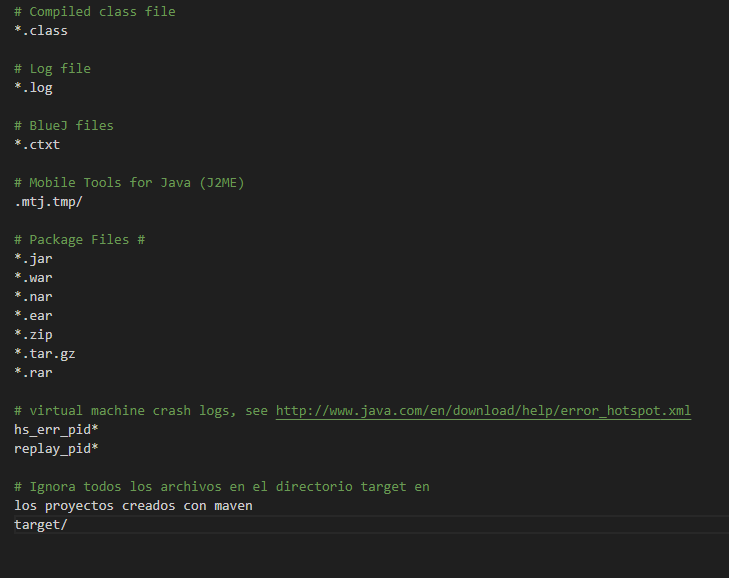 # Compiled class file
*.class
# Log file
*.log
# BlueJ files
*.ctxt
# Mobile Tools for Java (J2ME)
.mtj.tmp/
# Package Files #
*.jar
*.war
*.nar
*.ear
*.zip
*.tar.gz
*.rar
# virtual machine crash logs, see http://www.java.com/en/download/help/error_hotspot.xml
hs_err_pid*
replay_pid*
# Ignora todos los archivos en el directorio target en
los proyectos creados con maven
target/